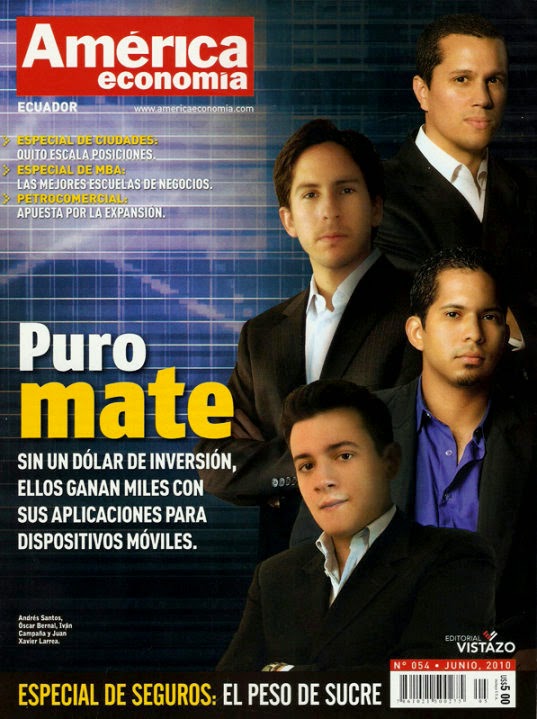 América
economía
ECUADOR
www.americaeconomia.com
ESPECIAL DE CIUDADES:
QUITO ESCALA POSICIONES.
ESPECIAL DE MBA:
LAS MEJORES ESCUELAS DE NEGOCIOS.
PETROCOMERCIAL:
APUESTA POR LA EXPANSIÓN.
Puro
mate
SIN UN DÓLAR DE INVERSIÓN,
ELLOS GANAN MILES CON
SUS APLICACIONES PARA
DISPOSITIVOS MÓVILES.
Andrés Santos,
Óscar Bernal, Iván
Campaña y Juan
Xavier Larrea.
EDITORIAL
VISTAZO
N° 054 • JUNIO, 2010
US$ 5 00
ESPECIAL DE SEGUROS: EL PESO DE SUCRE